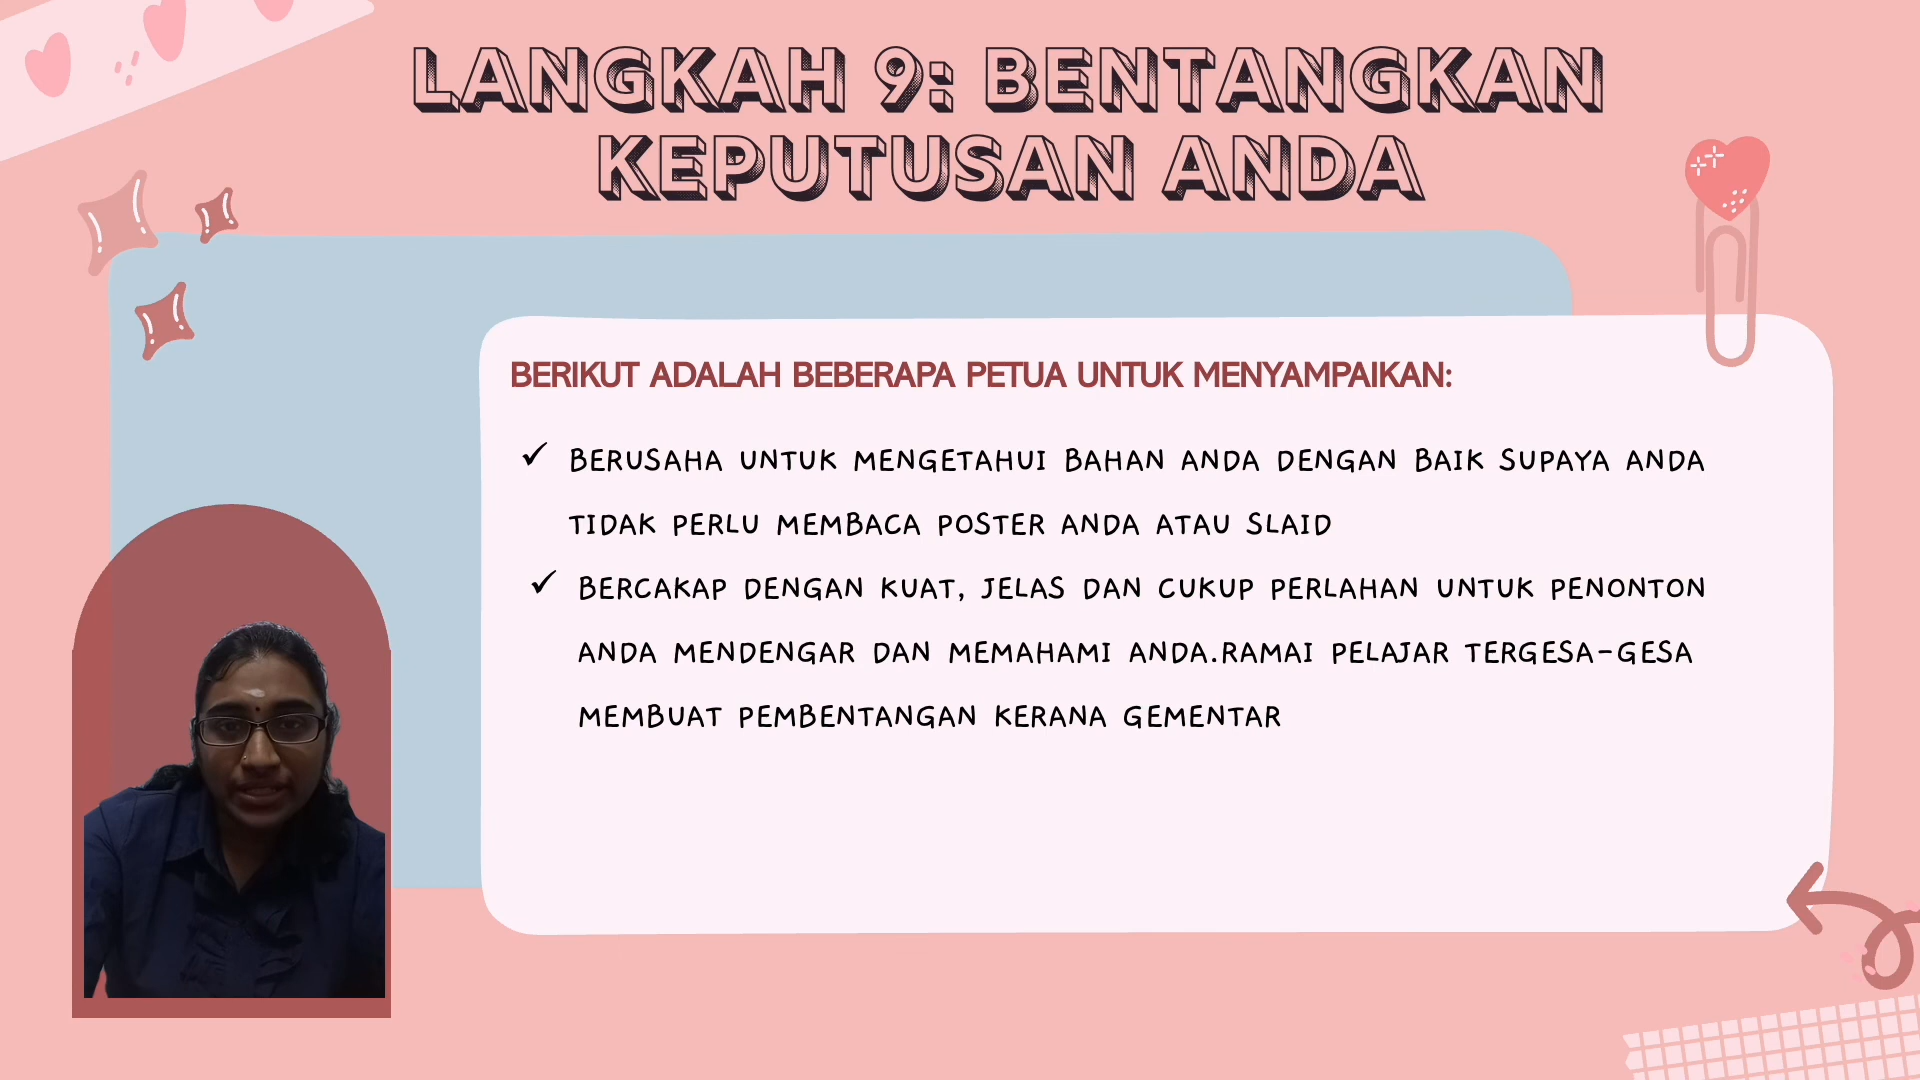 LANGKAH 9: BENTANGKAN
KEPUTUSAN ANDA
BERIKUT ADALAH BEBERAPA PETUA UNTUK MENYAMPAIKAN:
✓ BERUSAHA UNTUK MENGETAHUI BAHAN ANDA DENGAN BAIK SUPAYA ANDA
TIDAK PERLU MEMBACA POSTER ANDA ATAU SLAID
✓ BERCAKAP DENGAN KUAT, JELAS DAN CUKUP PERLAHAN UNTUK PENONTON
ANDA MENDENGAR DAN MEMAHAMI ANDA.RAMAI PELAJAR TERGESA-GESA
MEMBUAT PEMBENTANGAN KERANA GEMENTAR